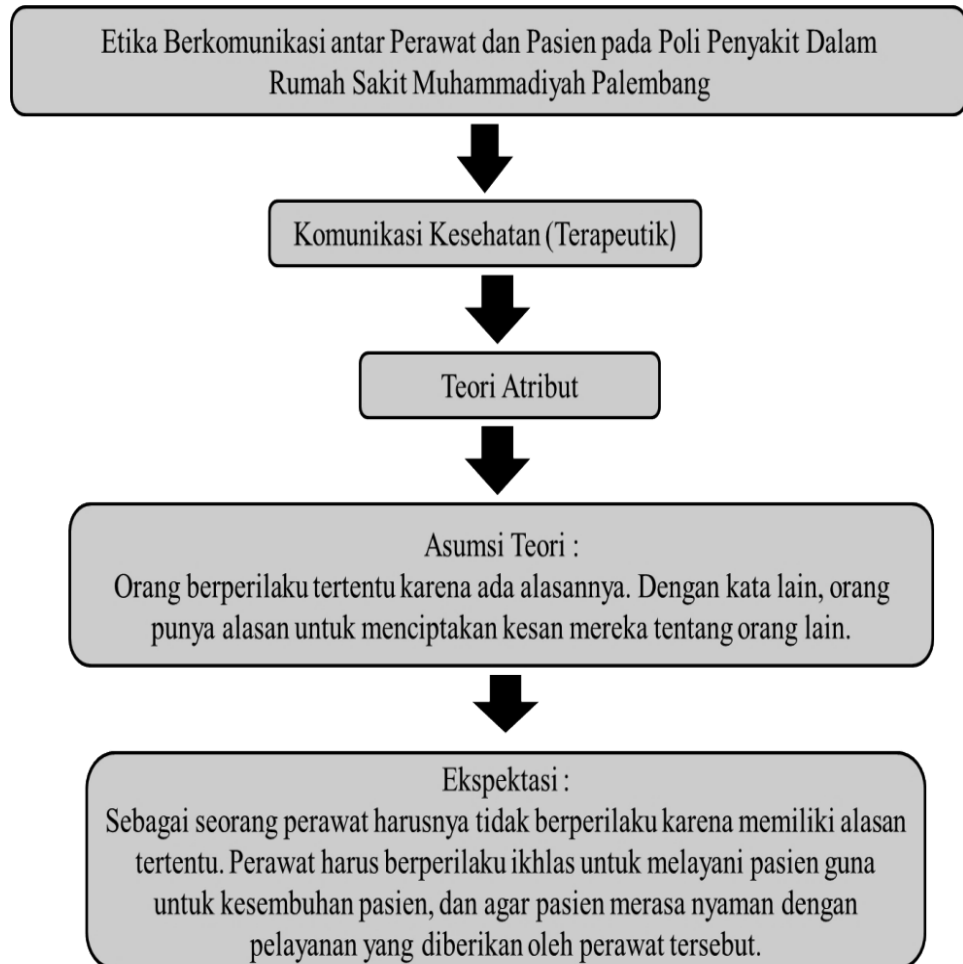 Etika Berkomunikasi antar Perawat dan Pasien pada Poli Penyakit Dalam
Rumah Sakit Muhammadiyah Palembang
Komunikasi Kesehatan (Terapeutik)
Teori Atribut
Asumsi Teori :
Orang berperilaku tertentu karena ada alasannya. Dengan kata lain, orang
punya alasan untuk menciptakan kesan mereka tentang orang lain.
Ekspektasi :
Sebagai seorang perawat harusnya tidak berperilaku karena memiliki alasan
tertentu. Perawat harus berperilaku ikhlas untuk melayani pasien guna
untuk kesembuhan pasien, dan agar pasien merasa nyaman dengan
pelayanan yang diberikan oleh perawat tersebut.